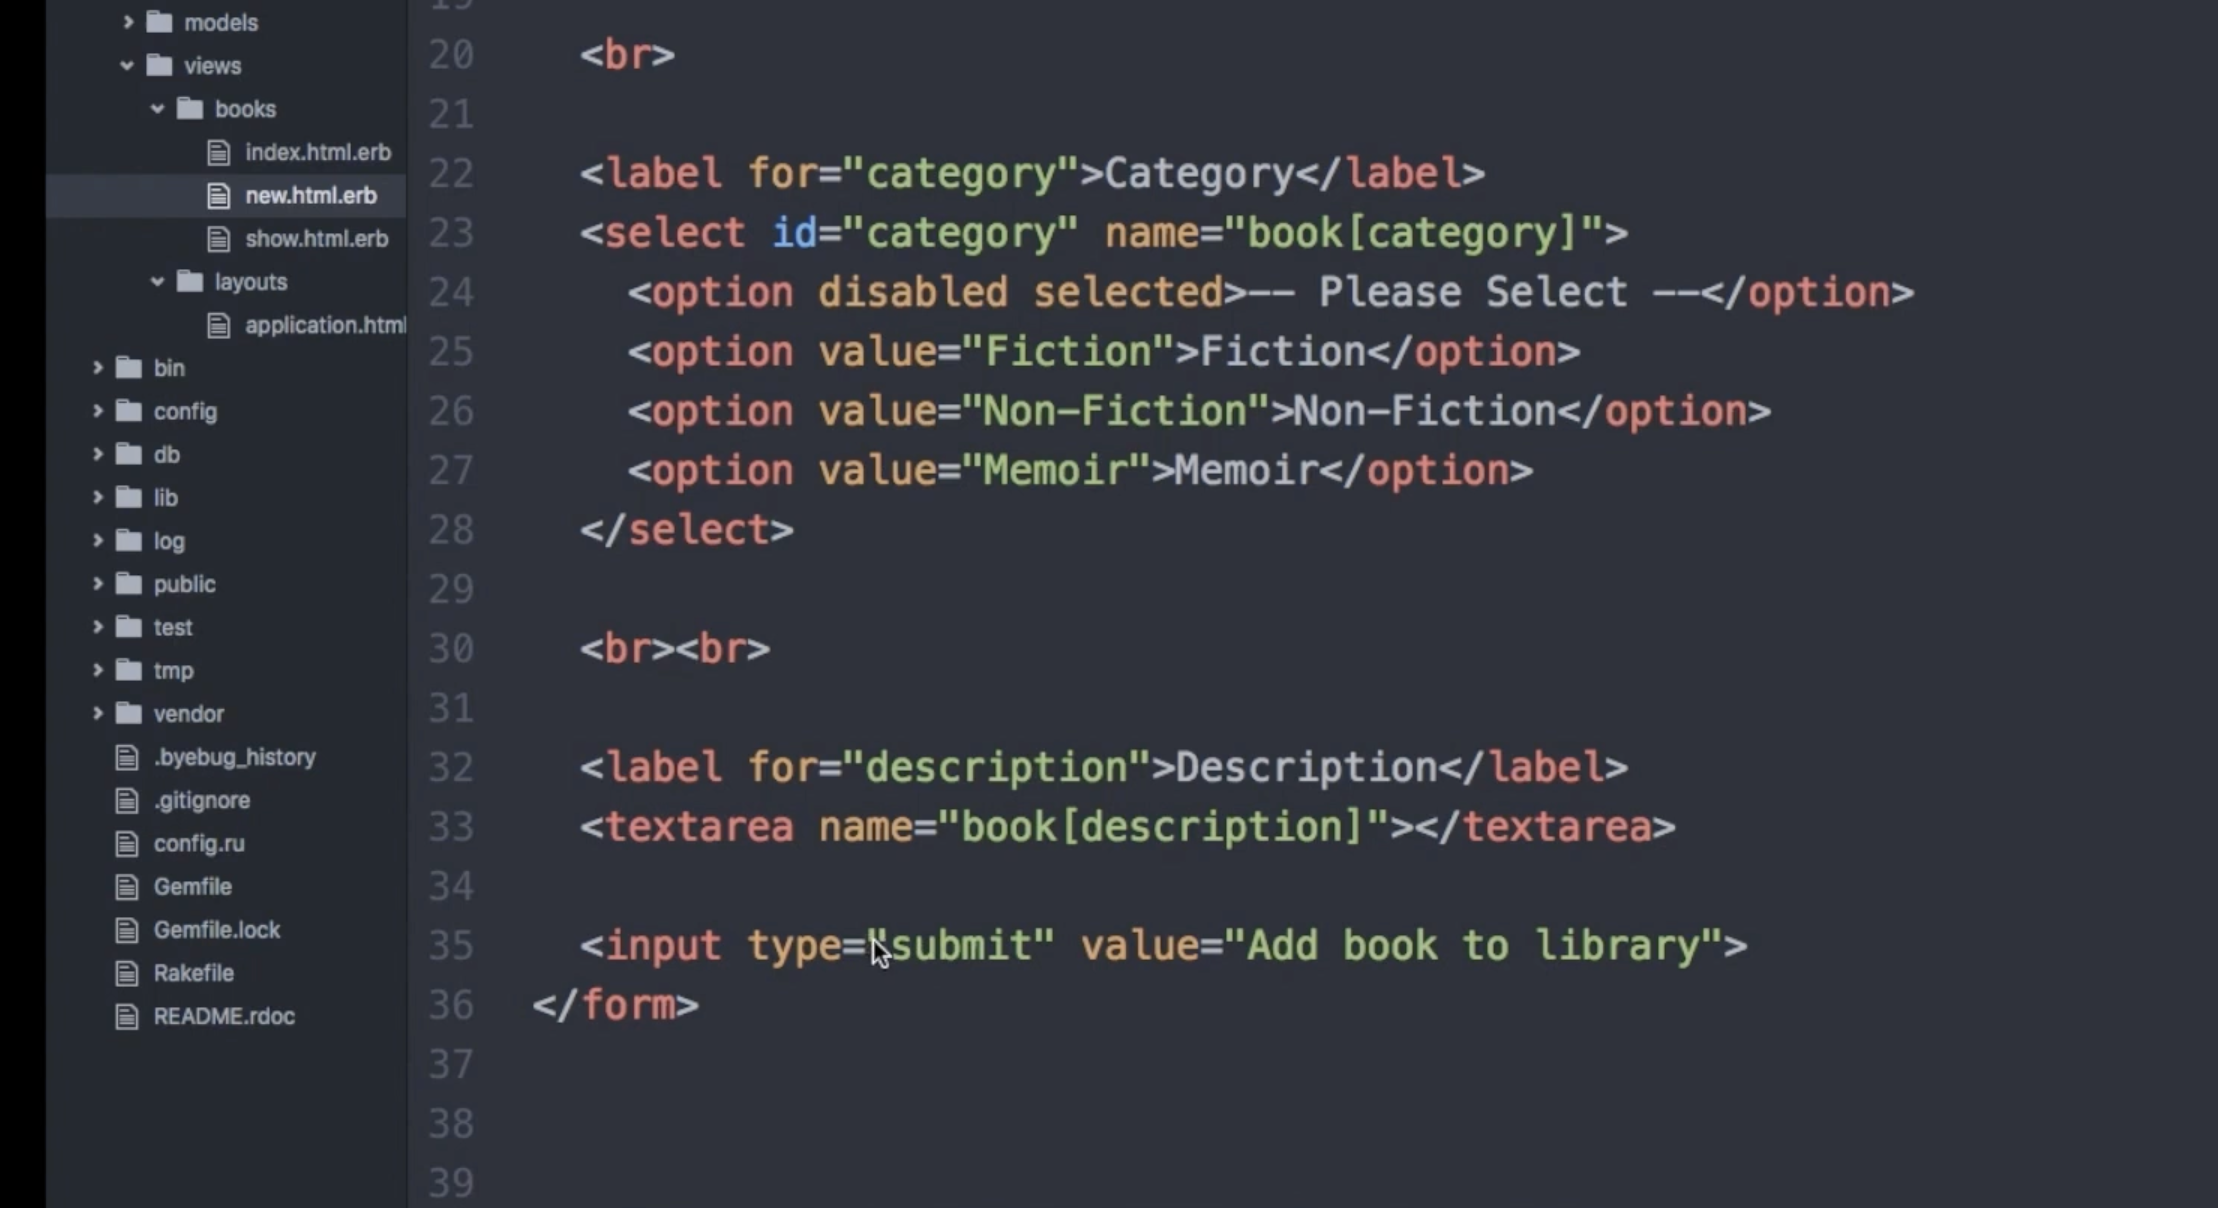 models
views
books
index.html.erb
new.html.erb
show.html.erb
layouts
application.html
bin
config
db
lib
log
public
test
tmp
vendor
.byebug_history
.gitignore
config.ru
Gemfile
Gemfile.lock
Rakefile
README.rdoc
19
20 <br>
21
22 <label for="category">Category</label>
23 <select id="category" name="book[category]">
24 <option disabled selected>-- Please Select --</option>
25 <option value="Fiction">Fiction</option>
26 <option value="Non-Fiction">Non-Fiction</option>
27 <option value="Memoir">Memoir</option>
28 </select>
29
30 <br><br>
31
32 <label for="description">Description</label>
33 <textarea name="book[description]"></textarea>
34
35 <input type="submit" value="Add book to library">
36 </form>
37
38
39